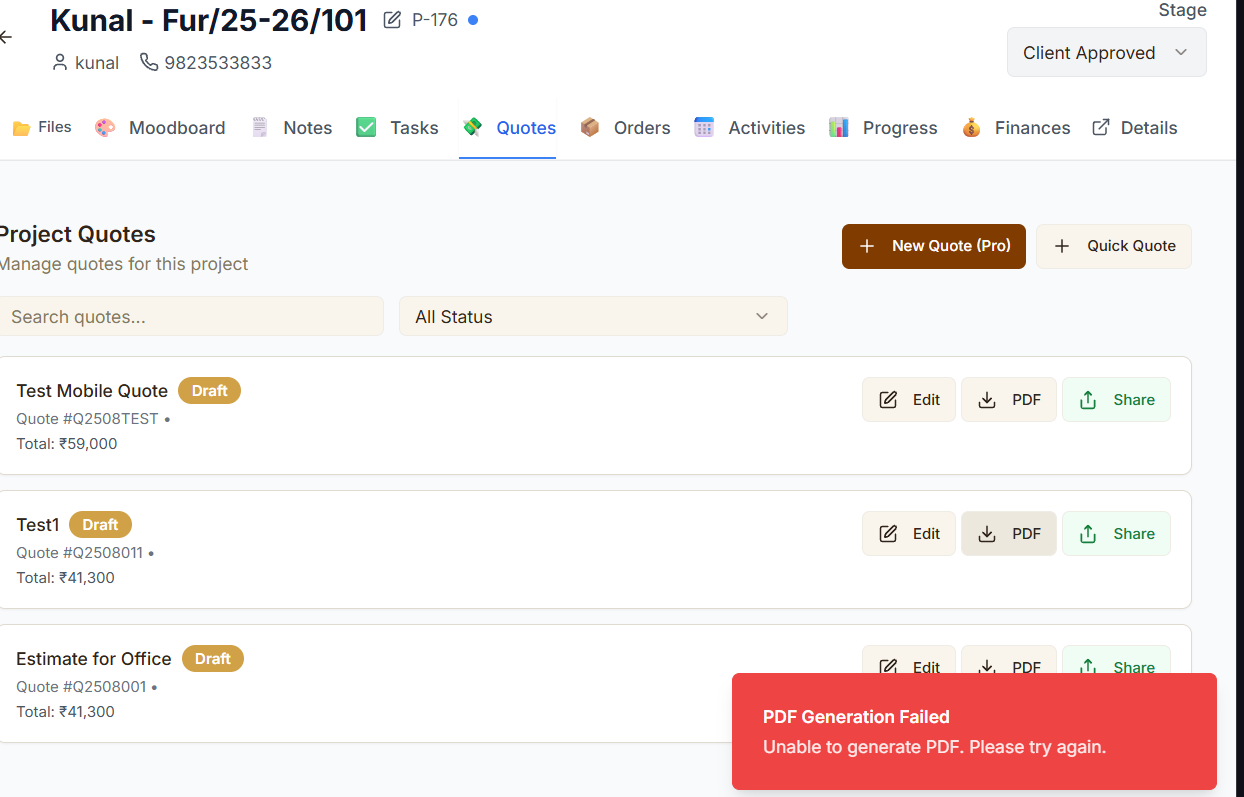 Kunal - Fur/25-26/101 P-176
Stage
kunal 9823533833
Client Approved
Files Moodboard Notes Tasks Quotes Orders Activities Progress Finances Details
Project Quotes
Manage quotes for this project
New Quote (Pro) Quick Quote
Search quotes...
All Status
Test Mobile Quote Draft
Quote #Q2508TEST •
Total: ₹59,000
Edit PDF Share
Test1 Draft
Quote #Q2508011 •
Total: ₹41,300
Edit PDF Share
Estimate for Office Draft
Quote #Q2508001 •
Total: ₹41,300
Edit PDF Share
PDF Generation Failed
Unable to generate PDF. Please try again.